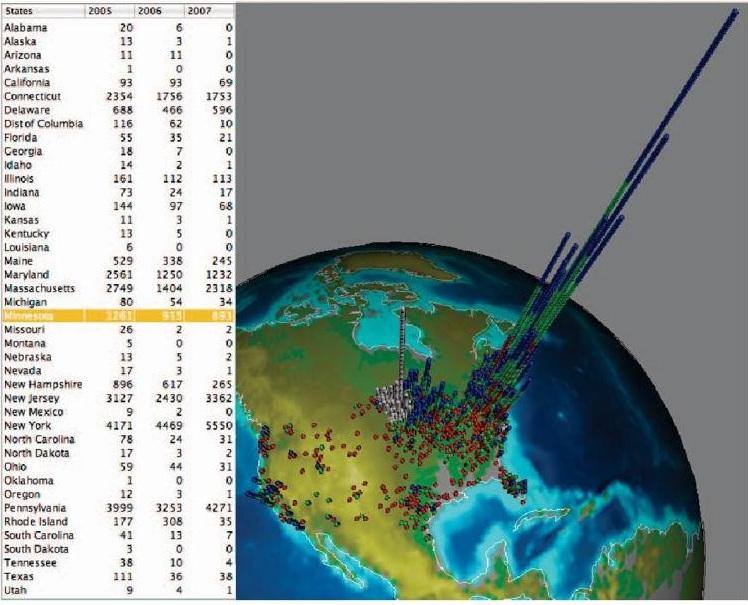 States 2005 2006 2007
Alabama 20 6 0
Alaska 13 3 1
Arizona 11 11 0
Arkansas 1 0 0
California 93 93 69
Connecticut 2354 1756 1753
Delaware 688 466 596
Dist of Columbia 116 62 10
Florida 55 35 21
Georgia 18 7 0
Idaho 14 2 1
Illinois 161 112 113
Indiana 73 24 17
Iowa 144 97 68
Kansas 11 3 1
Kentucky 13 5 0
Louisiana 6 0 0
Maine 529 338 245
Maryland 2561 1250 1232
Massachusetts 2749 1404 2318
Michigan 80 54 34
Minnesota 1261 913 893
Missouri 26 2 2
Montana 5 0 0
Nebraska 13 5 2
Nevada 17 3 1
New Hampshire 896 617 265
New Jersey 3127 2430 3362
New Mexico 9 2 0
New York 4171 4469 5550
North Carolina 78 24 31
North Dakota 17 3 2
Ohio 59 44 31
Oklahoma 1 0 0
Oregon 12 3 1
Pennsylvania 3999 3253 4271
Rhode Island 177 308 35
South Carolina 41 13 7
South Dakota 3 0 0
Tennessee 38 10 4
Texas 111 36 38
Utah 9 4 1